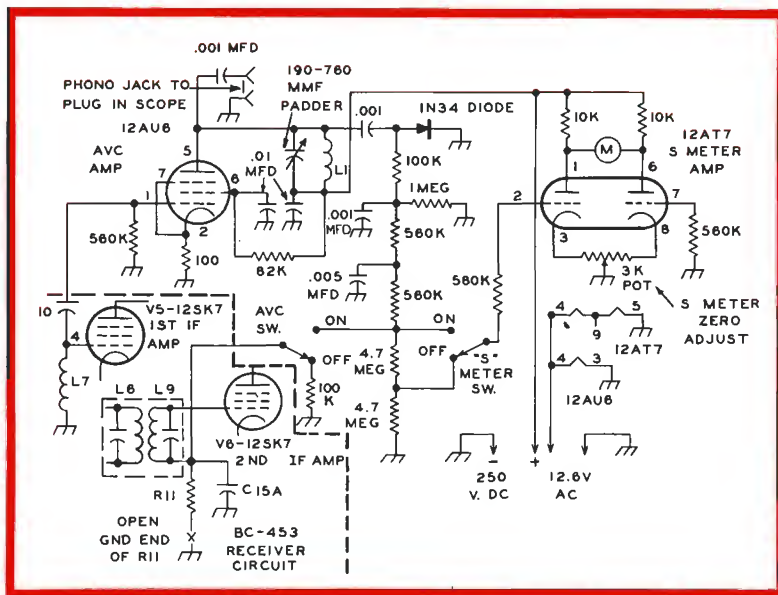 .001 MFD
PHONO JACK TO
PLUG IN SCOPE
190-760
MMF
PADDER
.001
1N34 DIODE
10K
10K
12AU6
AVC
AMP
5
7
6
1
2
.01
MFD
L1
100K
1MEG
M
12AT7
S METER
AMP
1
6
2
7
3
8
.001
MFD
560K
100
82K
560K
.005
MFD
560K
560K
560K
3K
POT
S METER
ZERO
ADJUST
10
V5-12SK7
1ST IF
AMP
4
L7
AVC
SW.
ON
ON
OFF
OFF
"S"
METER
SW.
100
K
4.7
MEG
4.7
MEG
4
5
9
12AT7
4
3
12AU6
L6
L9
V6-12SK7
2ND
IF AMP
R11
C15A
OPEN
GND END
OF R11
X
BC-453
RECEIVER
CIRCUIT
-
250
V. DC
+
12.6V
AC